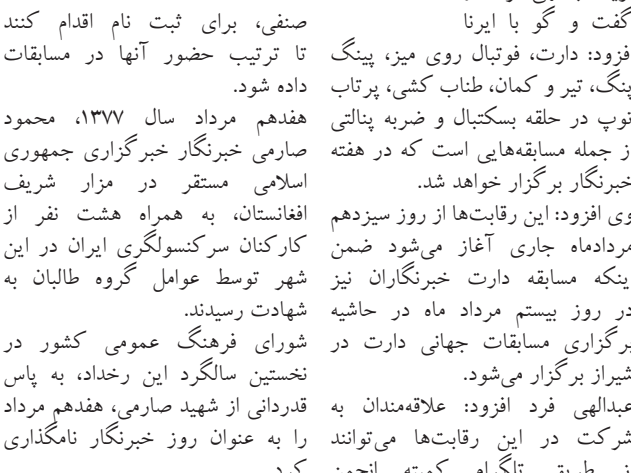 گفت و گو با ایرنا
فزود: دارت، فوتبال روی میز، پینگ
پنگ، تیر و کمان، طناب کشی، پرتاب
توپ در حلقه بسکتبال و ضربه پنالتی
ز جمله مسابقه‌هایی است که در هفته
خبرنگار برگزار خواهد شد.
وی افزود: این رقابت‌ها از روز سیزدهم
مردادماه جاری آغاز می‌شود ضمن
ینکه مسابقه دارت خبرنگاران نیز
در روز بیستم مرداد ماه در حاشیه
برگزاری مسابقات جهانی دارت در
شیراز برگزار می‌شود.
عبدالهی فرد افزود: علاقه‌مندان به
شرکت در این رقابت‌ها می‌توانند
طریق تلگرام کمیته انجمن
صنفی، برای ثبت نام اقدام کنند
تا ترتیب حضور آنها در مسابقات
داده شود.
هفدهم مرداد سال ۱۳۷۷، محمود
صارمی خبرنگار خبرگزاری جمهوری
اسلامی مستقر در مزار شریف
افغانستان، به همراه هشت نفر از
کارکنان سرکنسولگری ایران در این
شهر توسط عوامل گروه طالبان به
شهادت رسیدند.
شورای فرهنگ عمومی کشور در
نخستین سالگرد این رخداد، به پاس
قدردانی از شهید صارمی، هفدهم مرداد
را به عنوان روز خبرنگار نامگذاری
کرد.